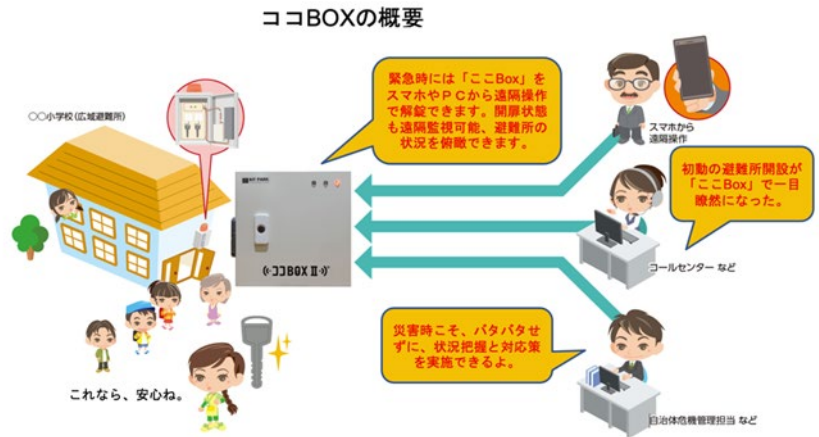 ココBOXの概要
緊急時には「ここBox」を
スマホやPCから遠隔操作
で解錠できます。開扉状態
も遠隔監視可能、避難所の
状況を俯瞰できます。
〇〇小学校(広域避難所)
スマホから
遠隔操作
初動の避難所開設が
「ここBox」で一目
瞭然になった。
ココBOX II
コールセンター など
災害時こそ、バタバタせ
ずに、状況把握と対応策
を実施できるよ。
これなら、安心ね。
自治体危機管理担当 など